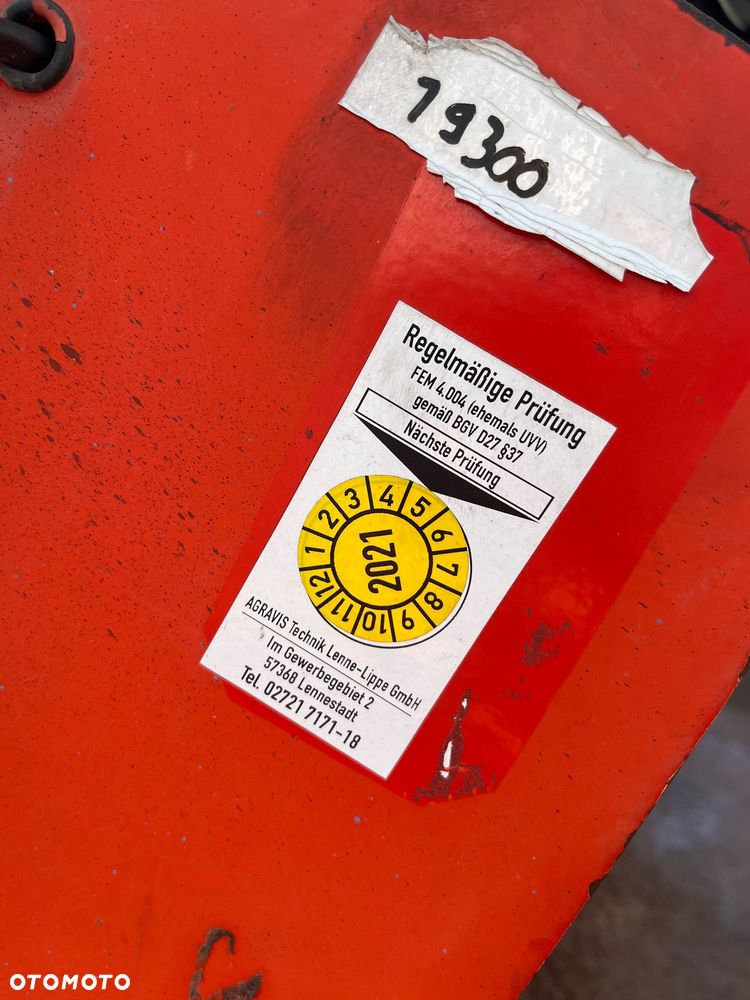 19300
Regelmäßige Prüfung
FEM 4.004 (ehemals UVV)
gemäß BGV D27 §37
Nächste Prüfung
1 2 3 4 5 6 7 8 9 10 11 12
2021
AGRAVIS Technik Lenne-Lippe GmbH
Im Gewerbegebiet 2
57368 Lennestadt
Tel. 02721 7171-18
OTOMOTO